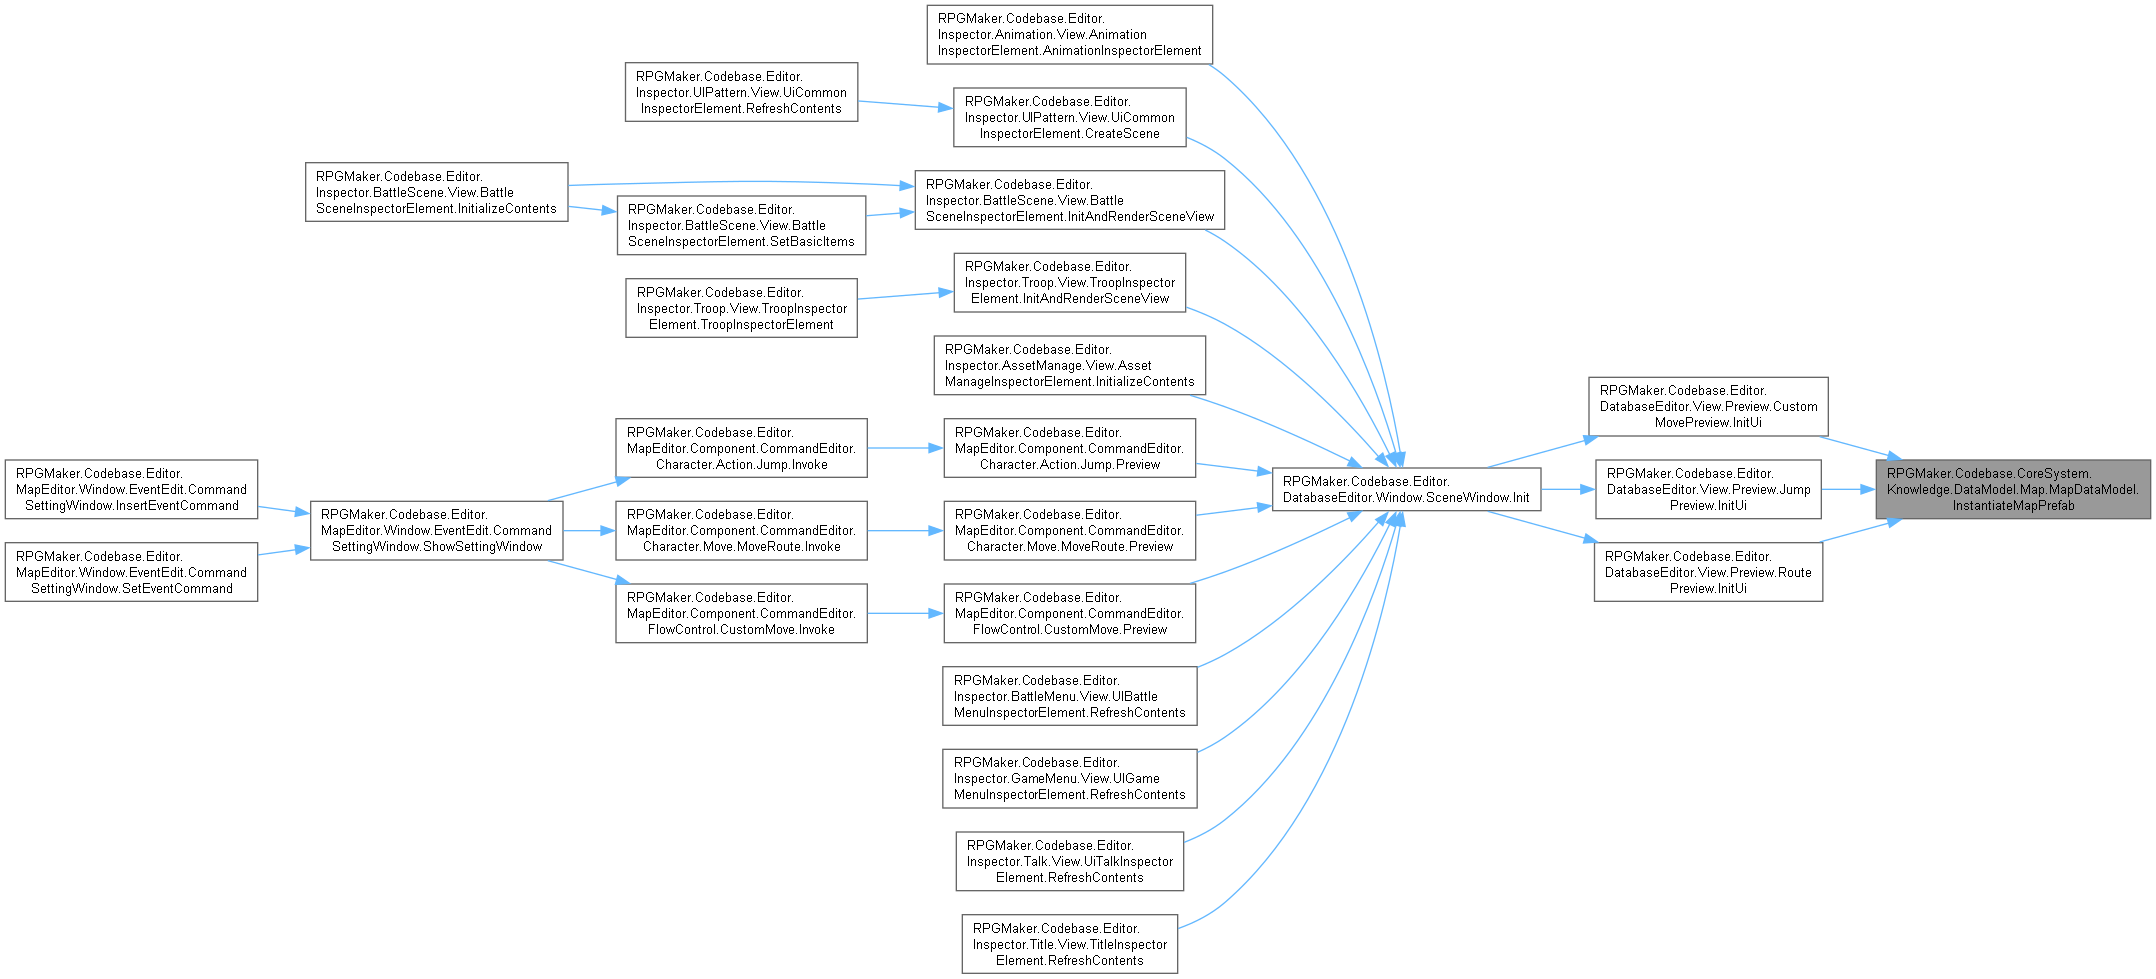 RPGMaker.Codebase.Editor.
Inspector.Animation.View.Animation
InspectorElement.AnimationInspectorElement
RPGMaker.Codebase.Editor.
Inspector.UIPattern.View.UiCommon
InspectorElement.RefreshContents
RPGMaker.Codebase.Editor.
Inspector.UIPattern.View.UiCommon
InspectorElement.CreateScene
RPGMaker.Codebase.Editor.
Inspector.BattleScene.View.Battle
SceneInspectorElement.InitializeContents
RPGMaker.Codebase.Editor.
Inspector.BattleScene.View.Battle
SceneInspectorElement.SetBasicItems
RPGMaker.Codebase.Editor.
Inspector.BattleScene.View.Battle
SceneInspectorElement.InitAndRenderSceneView
RPGMaker.Codebase.Editor.
Inspector.Troop.View.TroopInspector
Element.TroopInspectorElement
RPGMaker.Codebase.Editor.
Inspector.Troop.View.TroopInspector
Element.InitAndRenderSceneView
RPGMaker.Codebase.Editor.
Inspector.AssetManage.View.Asset
ManageInspectorElement.InitializeContents
RPGMaker.Codebase.Editor.
MapEditor.Window.EventEdit.Command
SettingWindow.InsertEventCommand
RPGMaker.Codebase.Editor.
MapEditor.Window.EventEdit.Command
SettingWindow.SetEventCommand
RPGMaker.Codebase.Editor.
MapEditor.Window.EventEdit.Command
SettingWindow.ShowSettingWindow
RPGMaker.Codebase.Editor.
MapEditor.Component.CommandEditor.
Character.Action.Jump.Invoke
RPGMaker.Codebase.Editor.
MapEditor.Component.CommandEditor.
Character.Move.MoveRoute.Invoke
RPGMaker.Codebase.Editor.
MapEditor.Component.CommandEditor.
FlowControl.CustomMove.Invoke
RPGMaker.Codebase.Editor.
MapEditor.Component.CommandEditor.
Character.Action.Jump.Preview
RPGMaker.Codebase.Editor.
MapEditor.Component.CommandEditor.
Character.Move.MoveRoute.Preview
RPGMaker.Codebase.Editor.
MapEditor.Component.CommandEditor.
FlowControl.CustomMove.Preview
RPGMaker.Codebase.Editor.
Inspector.BattleMenu.View.UIBattle
MenuInspectorElement.RefreshContents
RPGMaker.Codebase.Editor.
Inspector.GameMenu.View.UIGame
MenuInspectorElement.RefreshContents
RPGMaker.Codebase.Editor.
Inspector.Talk.View.UiTalkInspector
Element.RefreshContents
RPGMaker.Codebase.Editor.
Inspector.Title.View.TitleInspector
Element.RefreshContents
RPGMaker.Codebase.Editor.
DatabaseEditor.Window.SceneWindow.Init
RPGMaker.Codebase.Editor.
DatabaseEditor.View.Preview.Custom
MovePreview.InitUi
RPGMaker.Codebase.Editor.
DatabaseEditor.View.Preview.Jump
Preview.InitUi
RPGMaker.Codebase.Editor.
DatabaseEditor.View.Preview.Route
Preview.InitUi
RPGMaker.Codebase.CoreSystem.
Knowledge.DataModel.Map.MapDataModel.
InstantiateMapPrefab